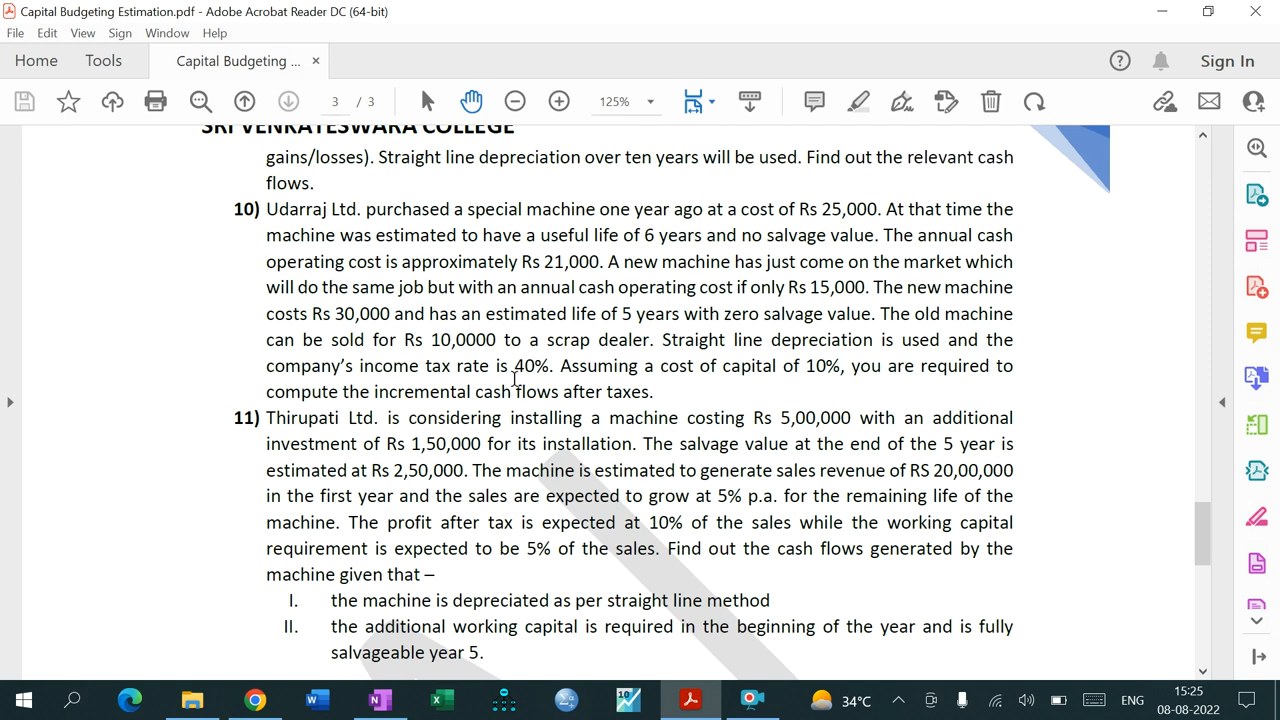 Capital Budgeting Estimation.pdf - Adobe Acrobat Reader DC (64-bit)
File Edit View Sign Window Help
Home Tools Capital Budgeting ... × Sign In
3 / 3 125%
SRI VENKATESWARA COLLEGE
gains/losses). Straight line depreciation over ten years will be used. Find out the relevant cash
flows.
10) Udarraj Ltd. purchased a special machine one year ago at a cost of Rs 25,000. At that time the
machine was estimated to have a useful life of 6 years and no salvage value. The annual cash
operating cost is approximately Rs 21,000. A new machine has just come on the market which
will do the same job but with an annual cash operating cost if only Rs 15,000. The new machine
costs Rs 30,000 and has an estimated life of 5 years with zero salvage value. The old machine
can be sold for Rs 10,0000 to a scrap dealer. Straight line depreciation is used and the
company's income tax rate is 40%. Assuming a cost of capital of 10%, you are required to
compute the incremental cash flows after taxes.
11) Thirupati Ltd. is considering installing a machine costing Rs 5,00,000 with an additional
investment of Rs 1,50,000 for its installation. The salvage value at the end of the 5 year is
estimated at Rs 2,50,000. The machine is estimated to generate sales revenue of RS 20,00,000
in the first year and the sales are expected to grow at 5% p.a. for the remaining life of the
machine. The profit after tax is expected at 10% of the sales while the working capital
requirement is expected to be 5% of the sales. Find out the cash flows generated by the
machine given that –
I. the machine is depreciated as per straight line method
II. the additional working capital is required in the beginning of the year and is fully
salvageable year 5.
34°C ENG 15:25
08-08-2022